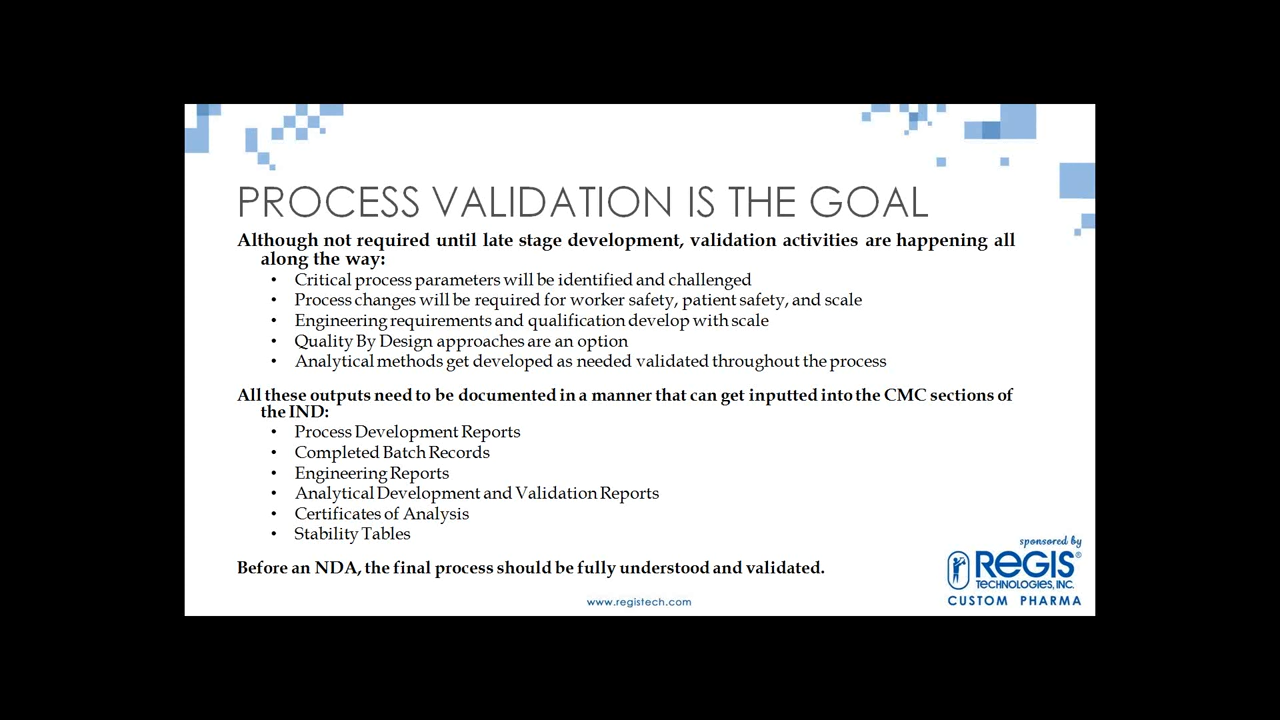 PROCESS VALIDATION IS THE GOAL
Although not required until late stage development, validation activities are happening all
along the way:
• Critical process parameters will be identified and challenged
• Process changes will be required for worker safety, patient safety, and scale
• Engineering requirements and qualification develop with scale
• Quality By Design approaches are an option
• Analytical methods get developed as needed validated throughout the process
All these outputs need to be documented in a manner that can get inputted into the CMC sections of
the IND:
• Process Development Reports
• Completed Batch Records
• Engineering Reports
• Analytical Development and Validation Reports
• Certificates of Analysis
• Stability Tables
Before an NDA, the final process should be fully understood and validated.
sponsored by
REGIS®
TECHNOLOGIES, INC.
CUSTOM PHARMA
www.registech.com